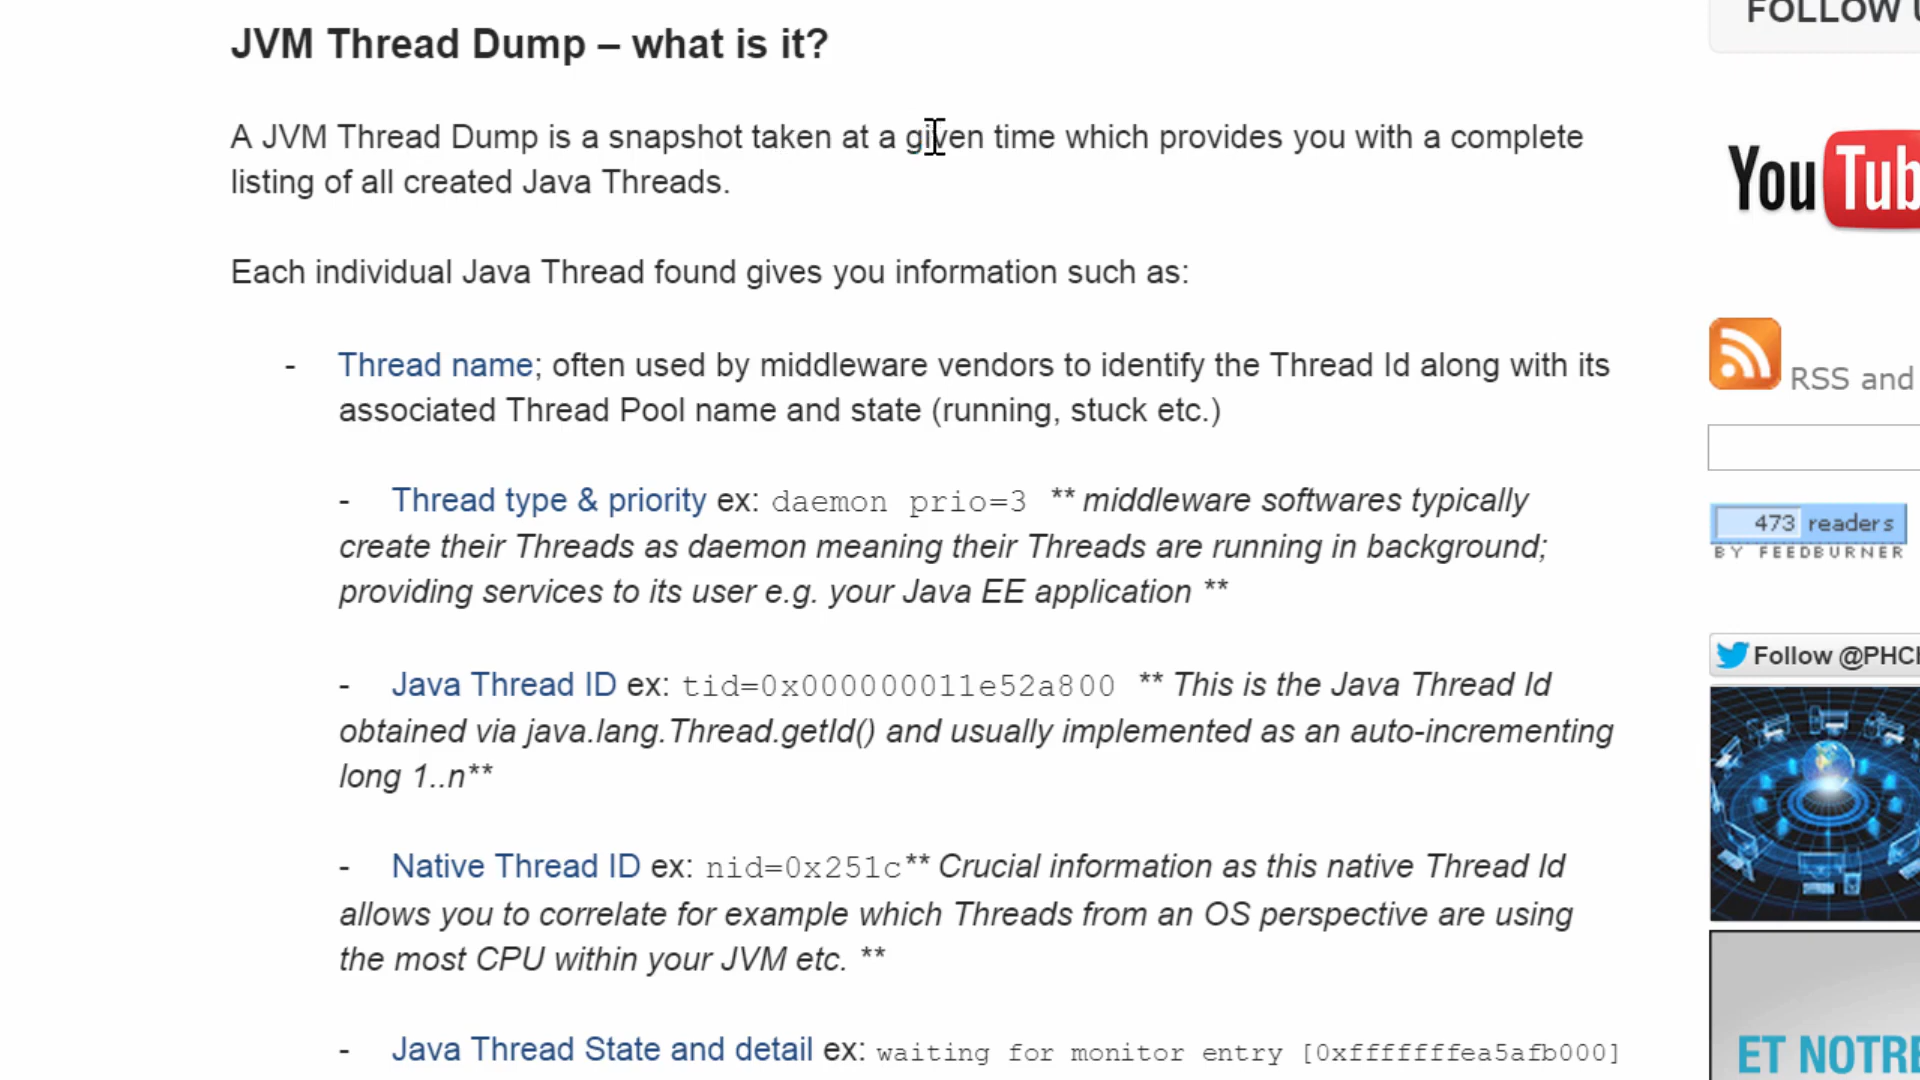 FOLLOW
JVM Thread Dump – what is it?
A JVM Thread Dump is a snapshot taken at a given time which provides you with a complete
listing of all created Java Threads.
YouTub
Each individual Java Thread found gives you information such as:
- Thread name; often used by middleware vendors to identify the Thread Id along with its
associated Thread Pool name and state (running, stuck etc.)
RSS and
- Thread type & priority ex: daemon prio=3 ** middleware softwares typically
create their Threads as daemon meaning their Threads are running in background;
providing services to its user e.g. your Java EE application **
473 readers
BY FEEDBURNER
Follow @PHCh
- Java Thread ID ex: tid=0x000000011e52a800 ** This is the Java Thread Id
obtained via java.lang.Thread.getId() and usually implemented as an auto-incrementing
long 1..n**
- Native Thread ID ex: nid=0x251c** Crucial information as this native Thread Id
allows you to correlate for example which Threads from an OS perspective are using
the most CPU within your JVM etc. **
- Java Thread State and detail ex: waiting for monitor entry [0xfffffffea5afb000]
ET NOTRE